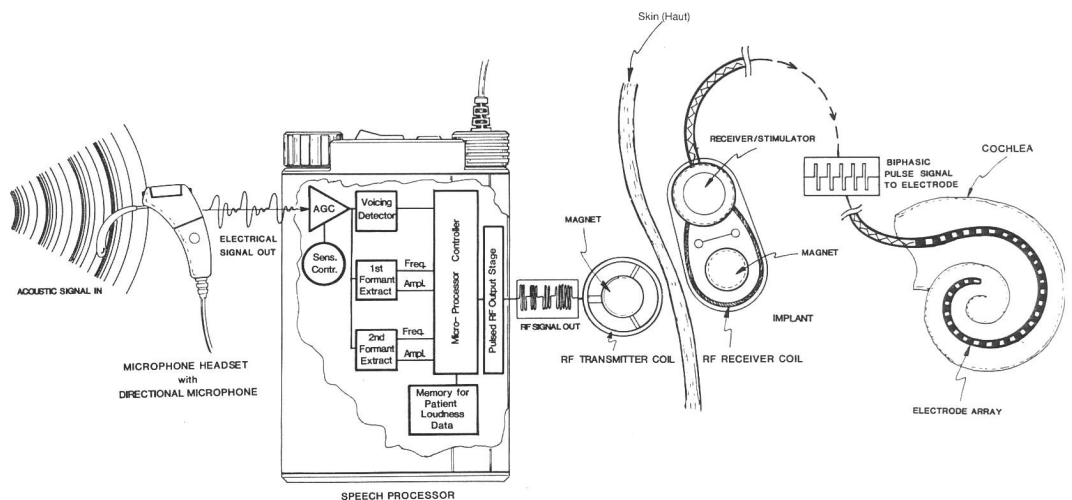 Skin (Haut)
RECEIVER/STIMULATOR
BIPHASIC
PULSE SIGNAL
TO ELECTRODE
COCHLEA
ACOUSTIC SIGNAL IN
ELECTRICAL
SIGNAL OUT
MICROPHONE HEADSET
with
DIRECTIONAL MICROPHONE
AGC
Sens.
Contr.
Voicing
Detector
1st
Formant
Extract
Freq.
Ampl.
2nd
Formant
Extract
Freq.
Ampl.
Micro-Processor
Controller
Pulsed RF Output Stage
Memory for
Patient
Loudness
Data
SPEECH PROCESSOR
RF SIGNAL OUT
MAGNET
RF TRANSMITTER COIL
MAGNET
IMPLANT
RF RECEIVER COIL
ELECTRODE ARRAY